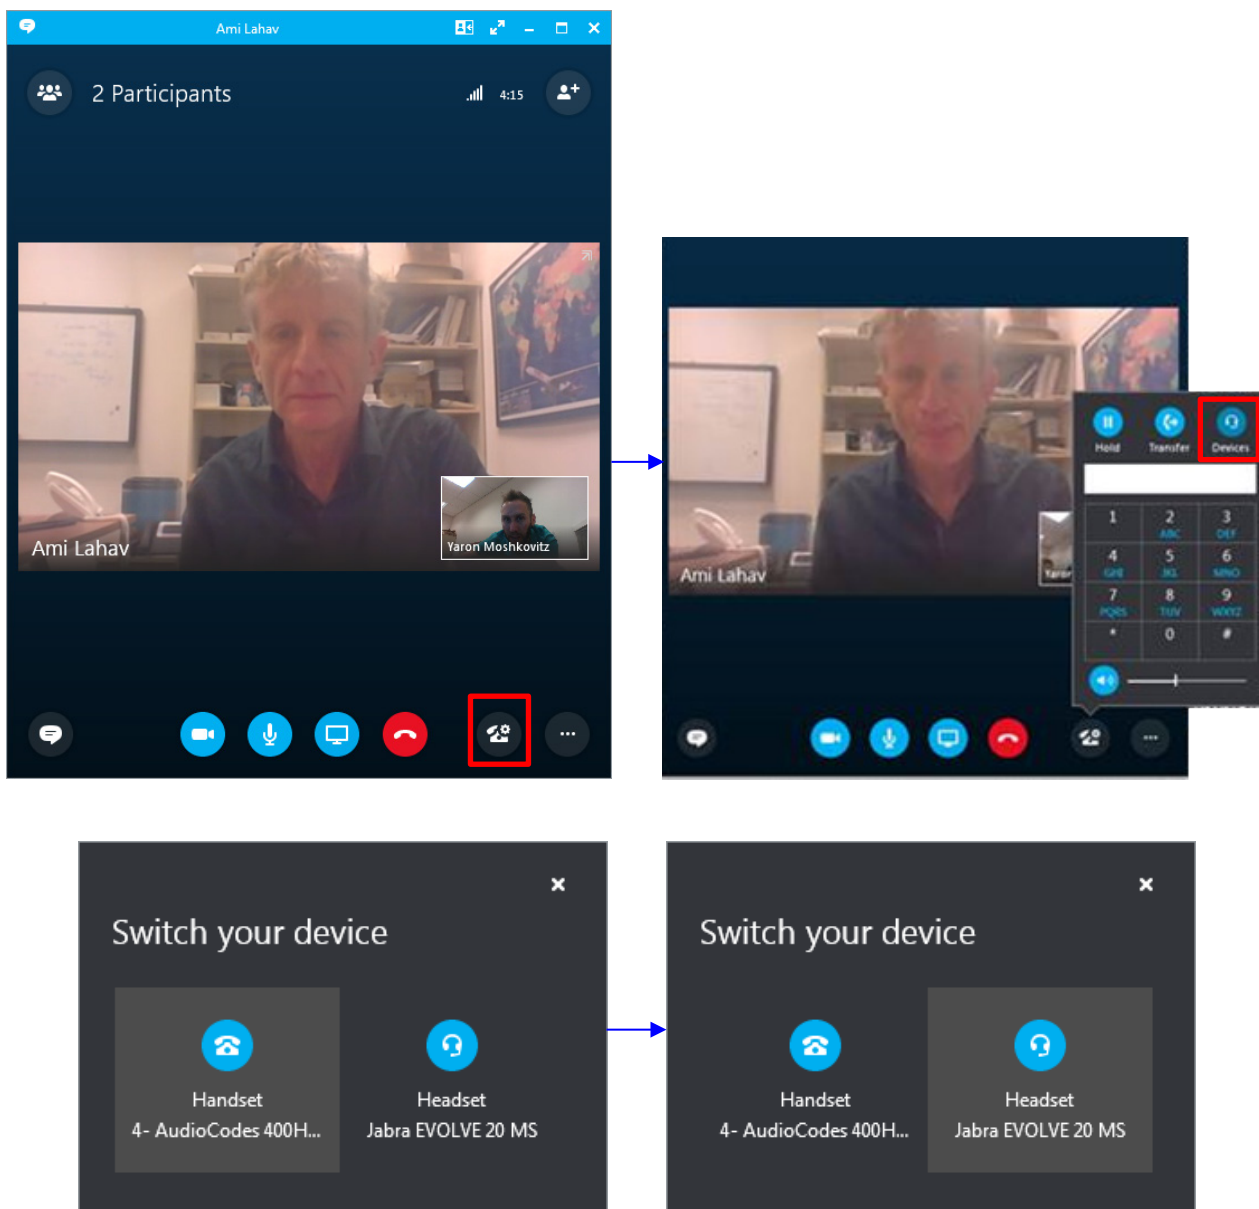 Ami Lahav
2 Participants
4:15
Ami Lahav
Yaron Moshkovitz
Hold Transfer Devices
1 2 3
ABC DEF
4 5 6
GHI JKL MNO
7 8 9
PQRS TUV WXYZ
* 0 #
Ami Lahav
Yaron
Switch your device
Handset
4- AudioCodes 400H...
Headset
Jabra EVOLVE 20 MS
Switch your device
Handset
4- AudioCodes 400H...
Headset
Jabra EVOLVE 20 MS